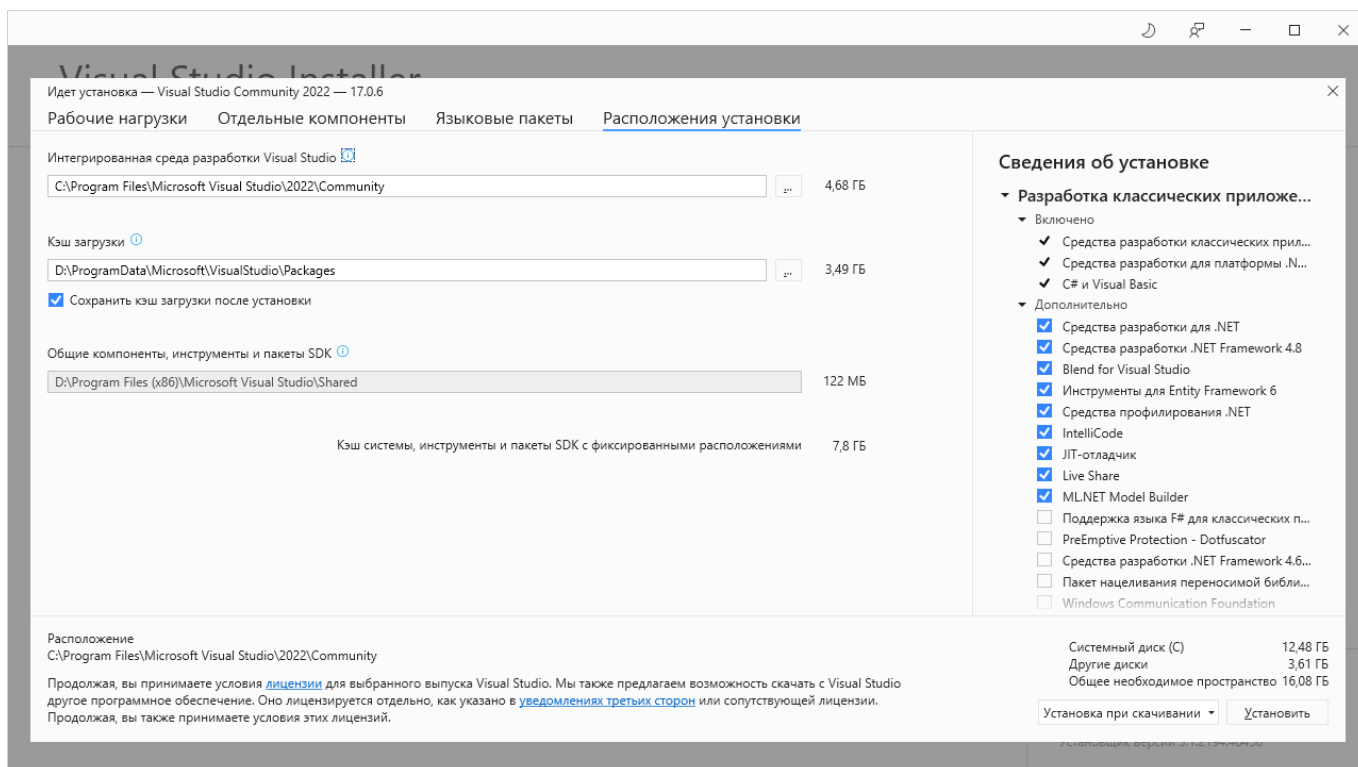 Visual Studio Installer
Идет установка — Visual Studio Community 2022 — 17.0.6
Рабочие нагрузки Отдельные компоненты Языковые пакеты Расположения установки
Интегрированная среда разработки Visual Studio
C:\Program Files\Microsoft Visual Studio\2022\Community ... 4,68 ГБ
Кэш загрузки
D:\ProgramData\Microsoft\VisualStudio\Packages ... 3,49 ГБ
Сохранить кэш загрузки после установки
Общие компоненты, инструменты и пакеты SDK
D:\Program Files (x86)\Microsoft Visual Studio\Shared 122 МБ
Кэш системы, инструменты и пакеты SDK с фиксированными расположениями 7,8 ГБ
Сведения об установке
Разработка классических приложе...
Включено
Средства разработки классических прил...
Средства разработки для платформы .N...
C# и Visual Basic
Дополнительно
Средства разработки для .NET
Средства разработки .NET Framework 4.8
Blend for Visual Studio
Инструменты для Entity Framework 6
Средства профилирования .NET
IntelliCode
JIT-отладчик
Live Share
ML.NET Model Builder
Поддержка языка F# для классических п...
PreEmptive Protection - Dotfuscator
Средства разработки .NET Framework 4.6...
Пакет нацеливания переносимой библи...
Windows Communication Foundation
Расположение
C:\Program Files\Microsoft Visual Studio\2022\Community
Продолжая, вы принимаете условия лицензии для выбранного выпуска Visual Studio. Мы также предлагаем возможность скачать с Visual Studio
другое программное обеспечение. Оно лицензируется отдельно, как указано в уведомлениях третьих сторон или сопутствующей лицензии.
Продолжая, вы также принимаете условия этих лицензий.
Системный диск (C) 12,48 ГБ
Другие диски 3,61 ГБ
Общее необходимое пространство 16,08 ГБ
Установка при скачивании Установить